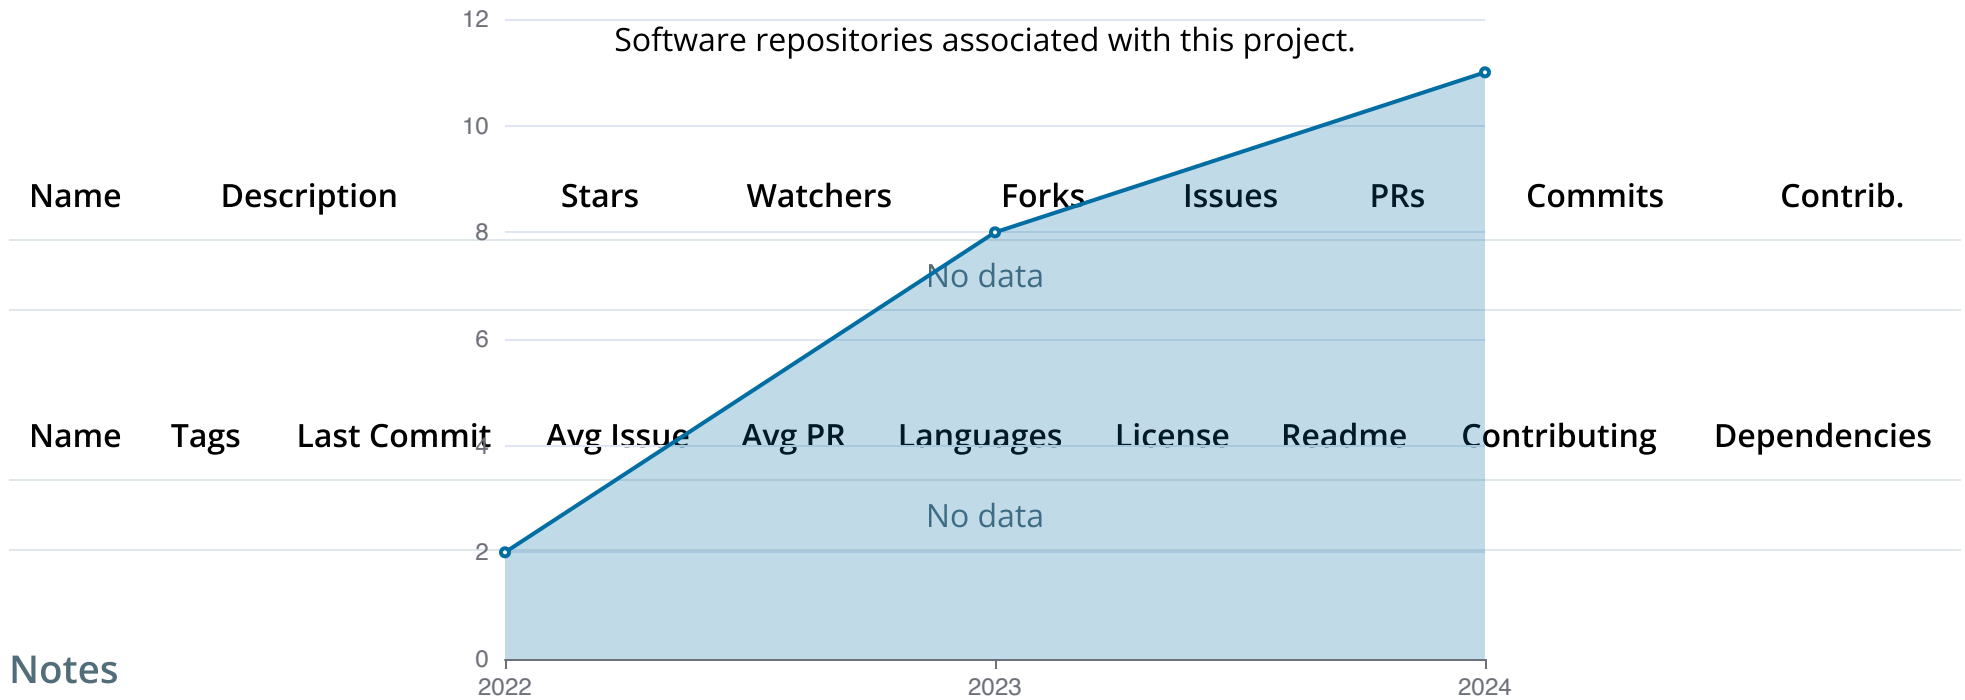 12
Software repositories associated with this project.
10
Name Description Stars Watchers Forks Issues PRs Commits Contrib.
8
No data
6
Name Tags Last Commit Avg Issue Avg PR Languages License Readme Contributing Dependencies
4
No data
2
0
Notes
2022 2023 2024